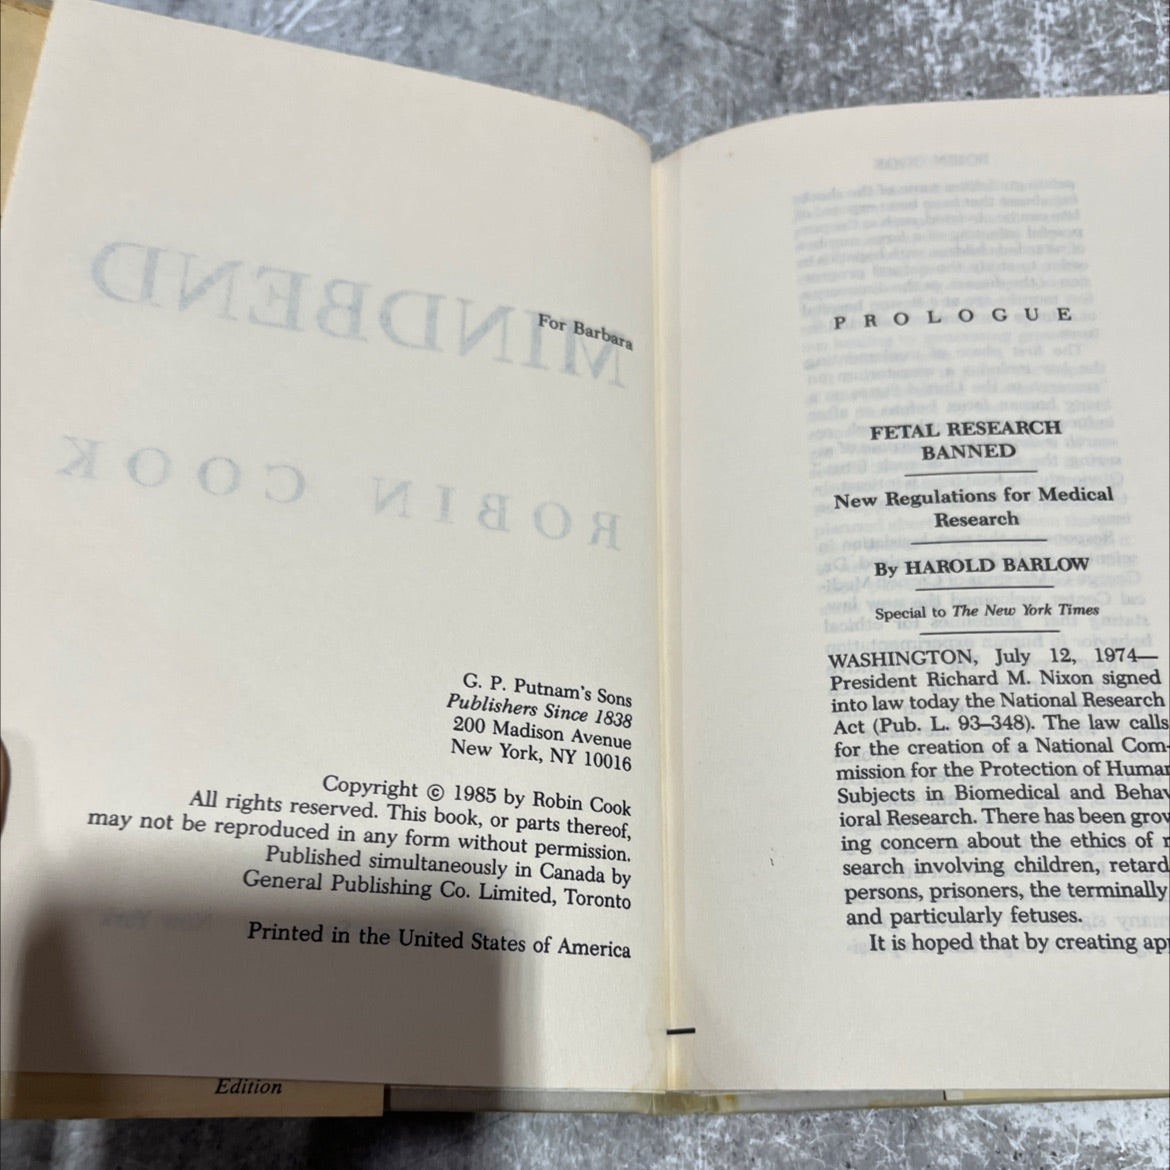 For Barbara
MINDBEND
ROBIN COOK
G. P. Putnam's Sons
Publishers Since 1838
200 Madison Avenue
New York, NY 10016
Copyright © 1985 by Robin Cook
All rights reserved. This book, or parts thereof,
may not be reproduced in any form without permission.
Published simultaneously in Canada by
General Publishing Co. Limited, Toronto
Printed in the United States of America
Edition
PROLOGUE
FETAL RESEARCH
BANNED
New Regulations for Medical
Research
By HAROLD BARLOW
Special to The New York Times
WASHINGTON, July 12, 1974—
President Richard M. Nixon signed
into law today the National Research
Act (Pub. L. 93–348). The law calls
for the creation of a National Com-
mission for the Protection of Human
Subjects in Biomedical and Behav
ioral Research. There has been grow
ing concern about the ethics of r
search involving children, retard
persons, prisoners, the terminally
and particularly fetuses.
It is hoped that by creating ap